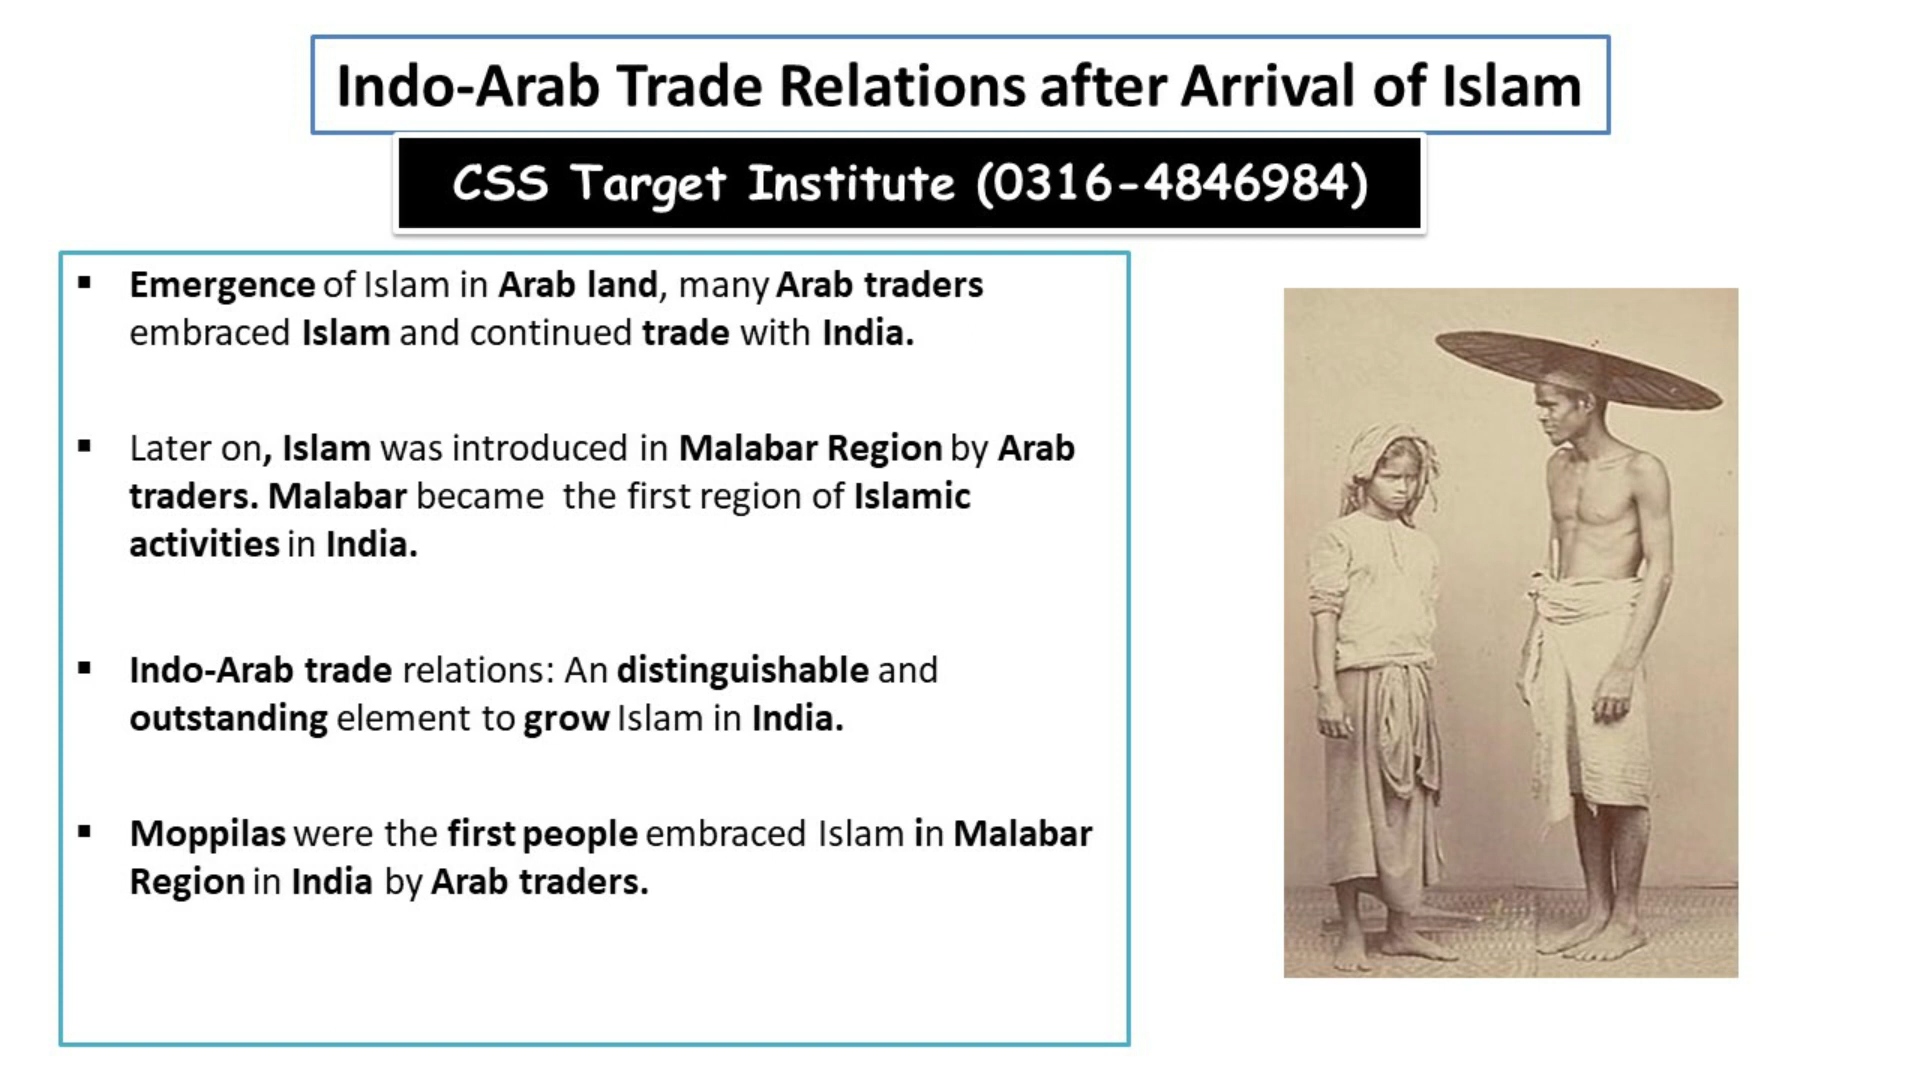 Indo-Arab Trade Relations after Arrival of Islam
CSS Target Institute (0316-4846984)
▪ Emergence of Islam in Arab land, many Arab traders
embraced Islam and continued trade with India.
▪ Later on, Islam was introduced in Malabar Region by Arab
traders. Malabar became the first region of Islamic
activities in India.
▪ Indo-Arab trade relations: An distinguishable and
outstanding element to grow Islam in India.
▪ Moppilas were the first people embraced Islam in Malabar
Region in India by Arab traders.